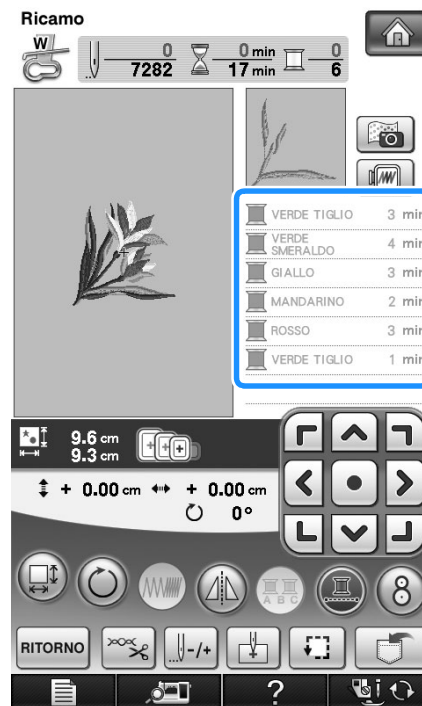 Ricamo
W
0 0 min 0
7282 17 min 6
VERDE TIGLIO 3 min
VERDE
SMERALDO 4 min
GIALLO 3 min
MANDARINO 2 min
ROSSO 3 min
VERDE TIGLIO 1 min
9.6 cm
9.3 cm
+ 0.00 cm + 0.00 cm
0°
A B C
8
RITORNO -/+
?